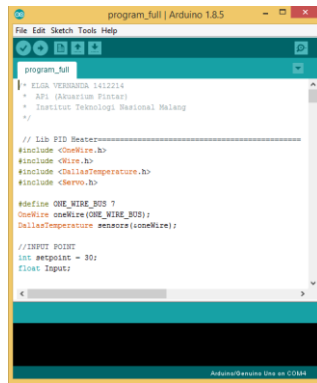 program_full | Arduino 1.8.5
File Edit Sketch Tools Help
program_full
/* ELSA VERNANDA 1412214
* APi (Akuarium Pintar)
* Institut Teknologi Nasional Malang
*/
// Lib PID Heater================================================
#include <OneWire.h>
#include <Wire.h>
#include <DallasTemperature.h>
#include <Servo.h>
#define ONE_WIRE_BUS 7
OneWire oneWire(ONE_WIRE_BUS);
DallasTemperature sensors(&oneWire);
//INPUT POINT
int setpoint = 30;
float Input;
Arduino/Genuino Uno on COM4